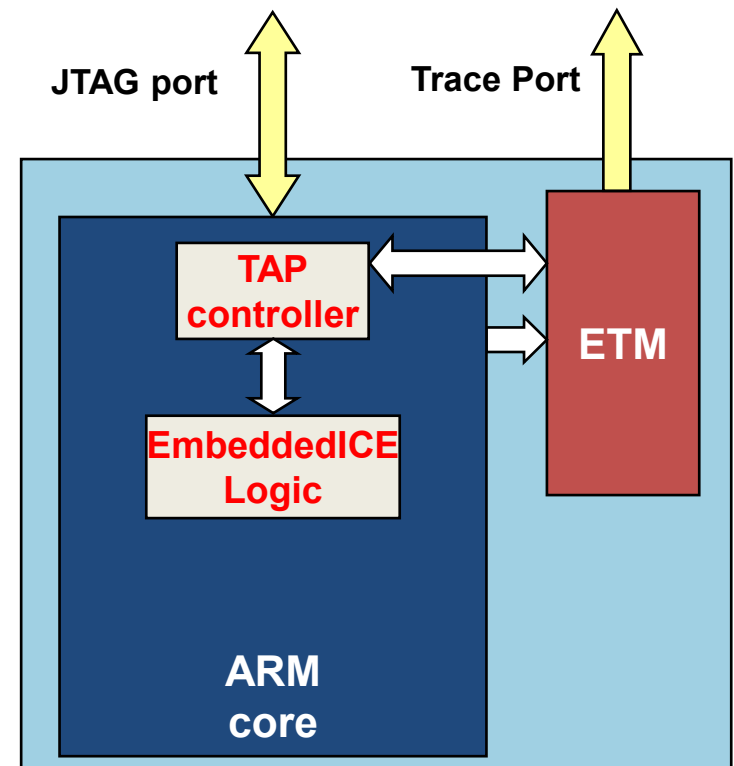 JTAG port
Trace Port
TAP
controller
ETM
EmbeddedICE
Logic
ARM
core